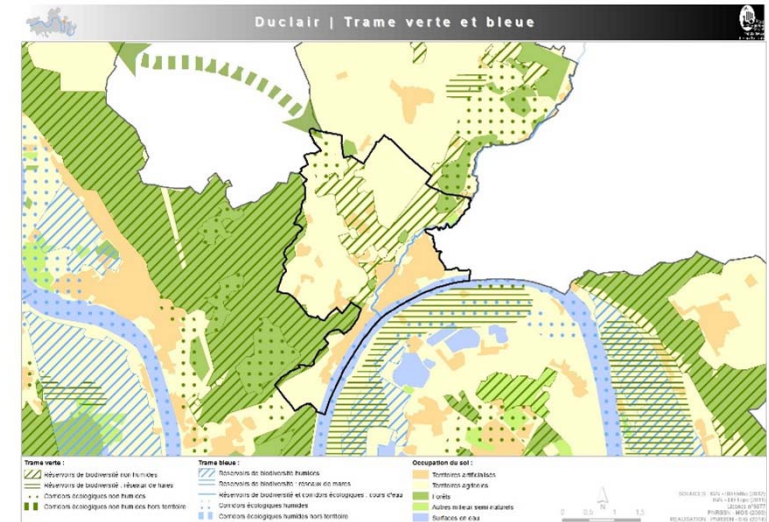 Duclair | Trame verte et bleue
Trame verte :
Réservoirs de biodiversité non humides
Réservoirs de biodiversité : réseaux de mares
Corridors écologiques non humides
Corridors écologiques non humides hors territoire
Trame bleue :
Réservoirs de biodiversité humides
Réservoirs de biodiversité : réseaux de mares
Réservoirs de biodiversité et corridors écologiques : cours d'eau
Corridors écologiques humides
Corridors écologiques humides hors territoire
Occupation du sol :
Territoires artificialisés
Territoires agricoles
Forêts
Autres milieux semi naturels
Surfaces en eau
N